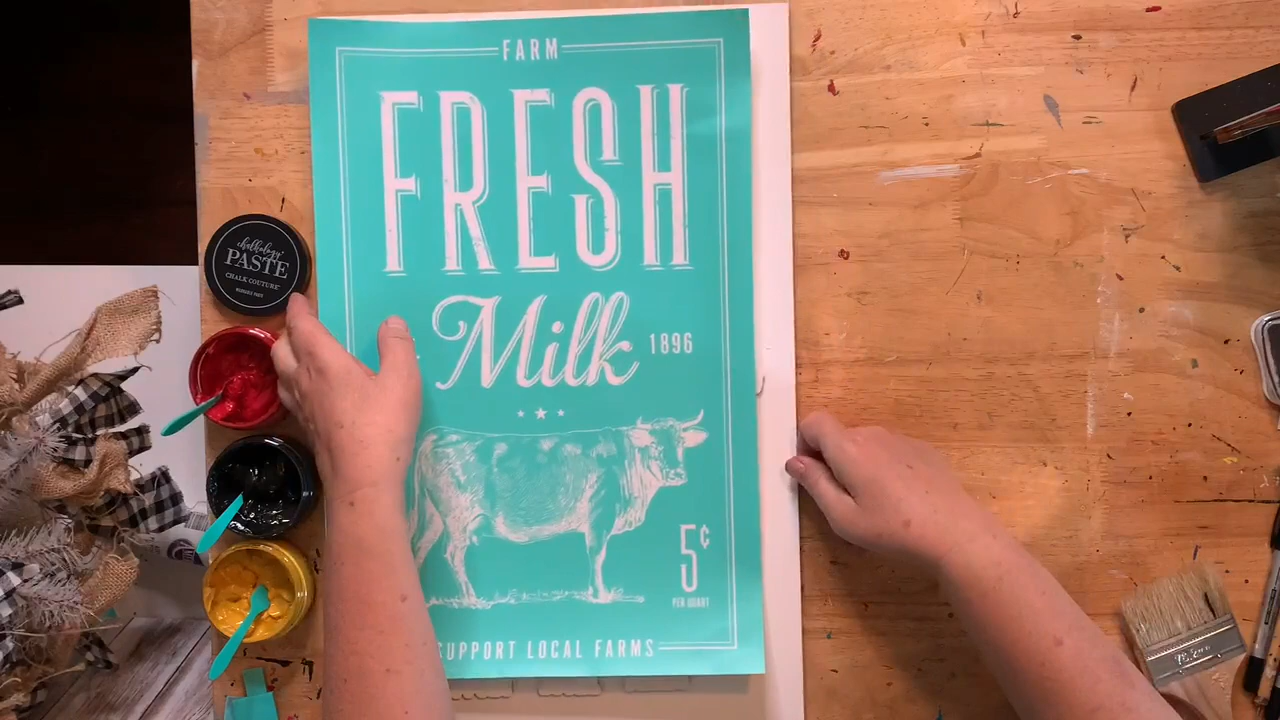 FARM
FRESH
Milk
1896
5¢
PER QUART
SUPPORT LOCAL FARMS
chalkology
PASTE
CHALK COUTURE